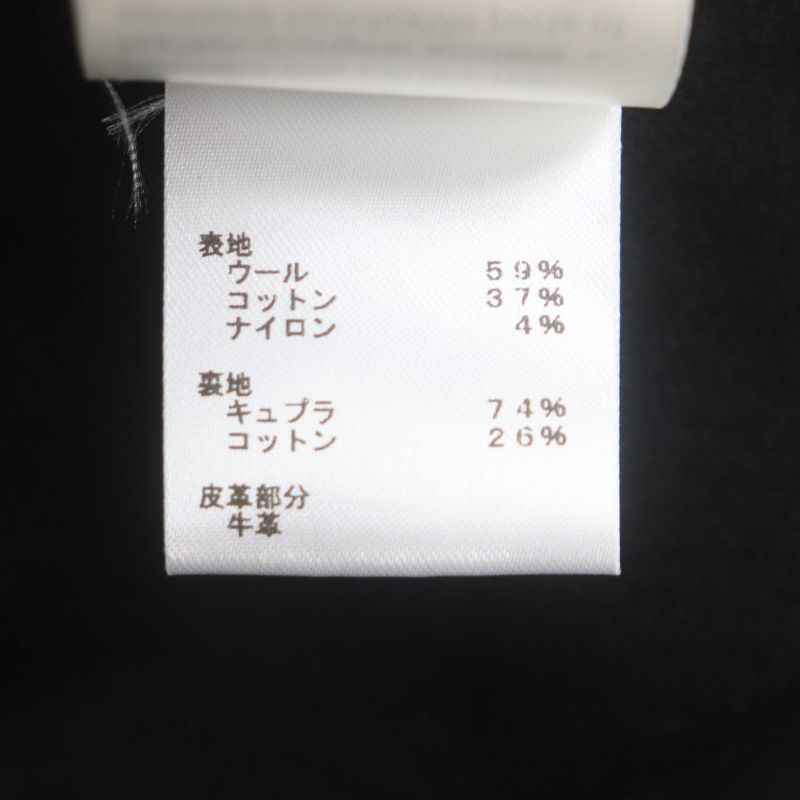 表地
ウール 59%
コットン 37%
ナイロン 4%
裏地
キュプラ 74%
コットン 26%
皮革部分
牛革